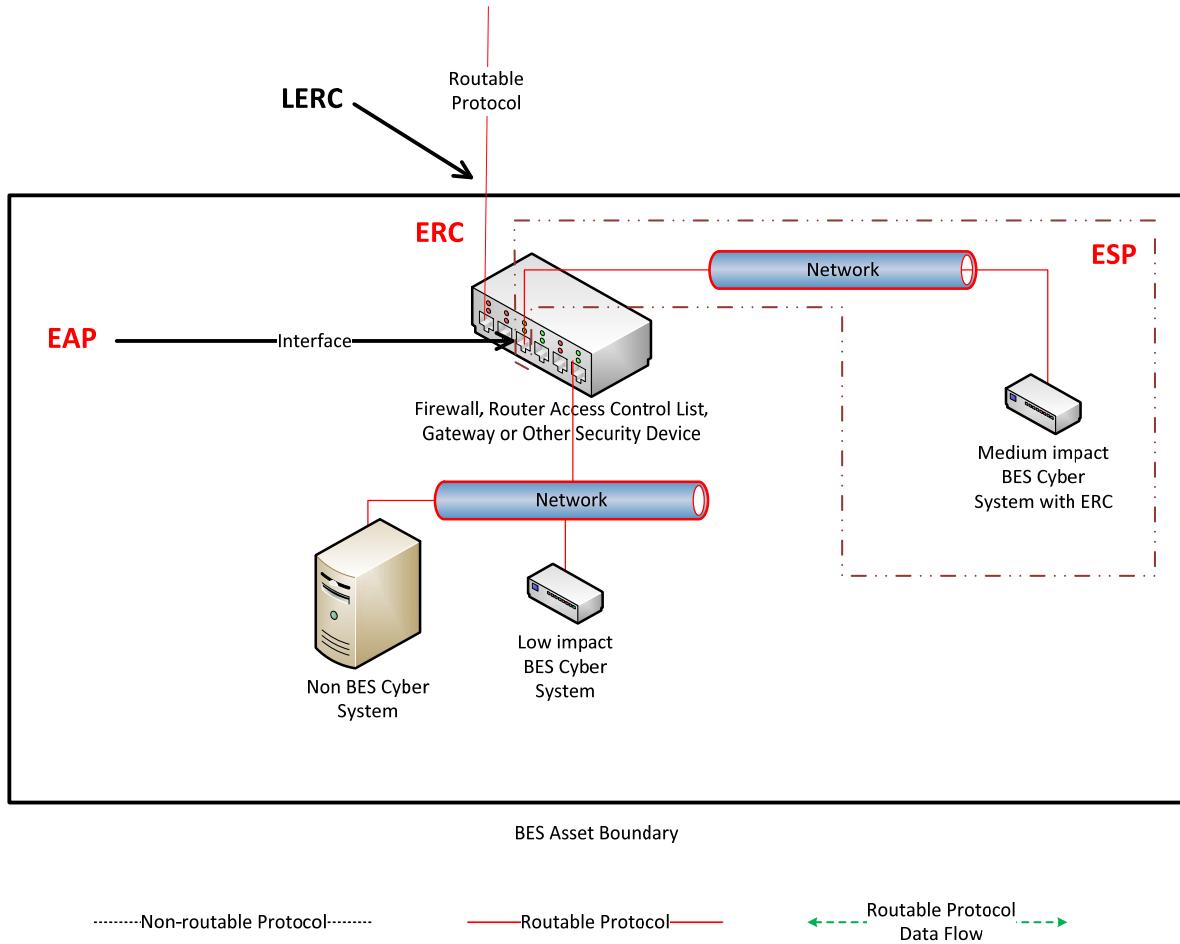 Routable
Protocol
LERC
ERC
Network
ESP
EAP
Interface
Firewall, Router Access Control List,
Gateway or Other Security Device
Medium impact
BES Cyber
System with ERC
Network
Low impact
BES Cyber
System
Non BES Cyber
System
BES Asset Boundary
Non-routable Protocol
Routable Protocol
Routable Protocol
Data Flow